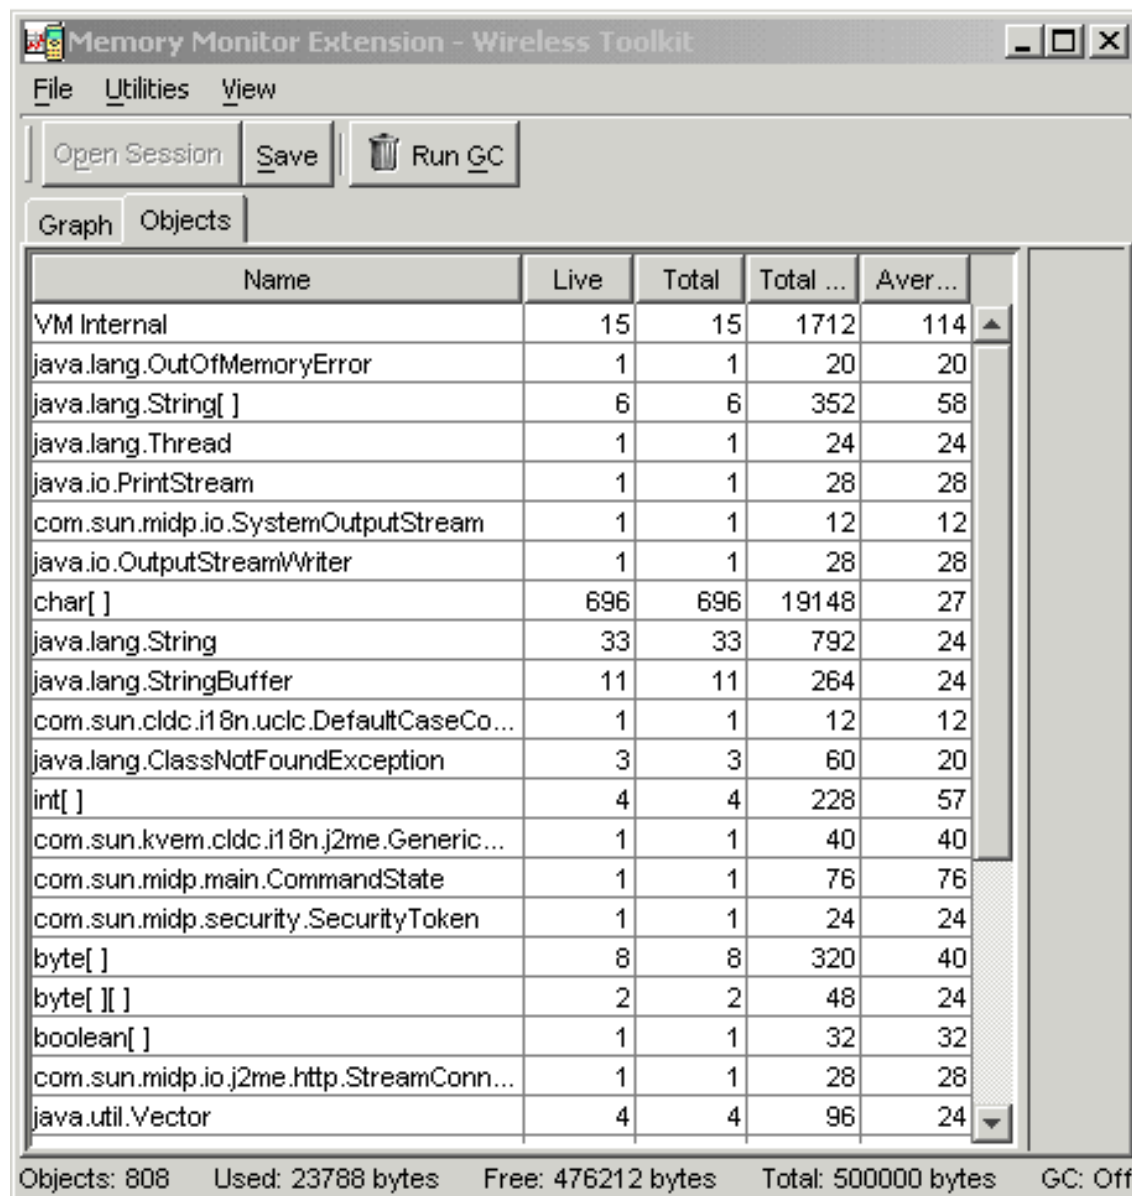 Memory Monitor Extension - Wireless Toolkit
File Utilities View
Open Session Save Run GC
Graph Objects
Name Live Total Total ... Aver...
VM Internal 15 15 1712 114
java.lang.OutOfMemoryError 1 1 20 20
java.lang.String[ ] 6 6 352 58
java.lang.Thread 1 1 24 24
java.io.PrintStream 1 1 28 28
com.sun.midp.io.SystemOutputStream 1 1 12 12
java.io.OutputStreamWriter 1 1 28 28
char[ ] 696 696 19148 27
java.lang.String 33 33 792 24
java.lang.StringBuffer 11 11 264 24
com.sun.cldc.i18n.uclc.DefaultCaseCo... 1 1 12 12
java.lang.ClassNotFoundException 3 3 60 20
int[ ] 4 4 228 57
com.sun.kvem.cldc.i18n.j2me.Generic... 1 1 40 40
com.sun.midp.main.CommandState 1 1 76 76
com.sun.midp.security.SecurityToken 1 1 24 24
byte[ ] 8 8 320 40
byte[ ][ ] 2 2 48 24
boolean[ ] 1 1 32 32
com.sun.midp.io.j2me.http.StreamConn... 1 1 28 28
java.util.Vector 4 4 96 24
Objects: 808 Used: 23788 bytes Free: 476212 bytes Total: 500000 bytes GC: Off